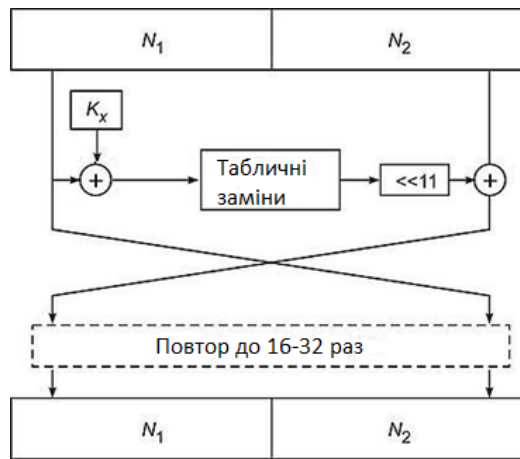 N₁ N₂
Kₓ
Табличні
заміни
<<11
+ +
Повтор до 16-32 раз
N₁ N₂